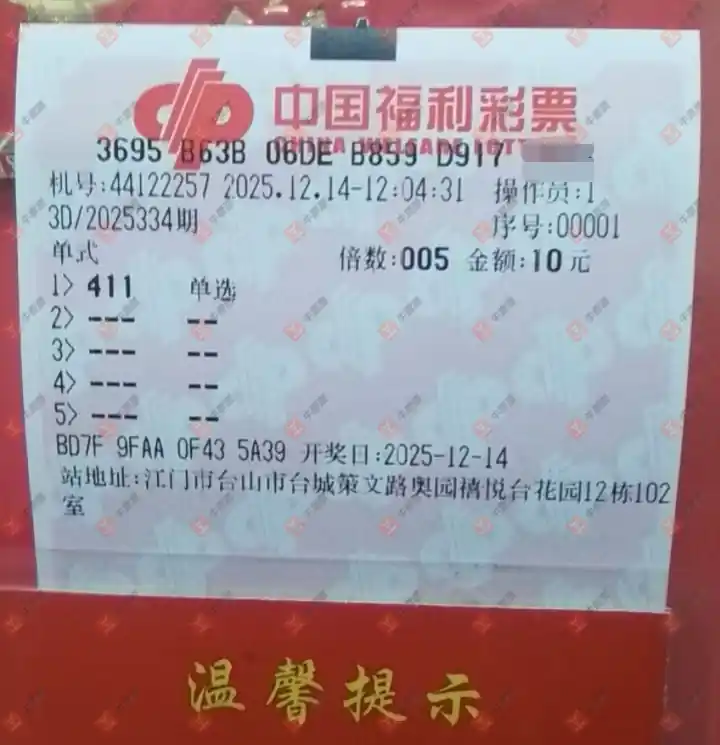 中国福利彩票
CHINA WELFARE LOTT
3695 B63B 06DE B859 D917
机号:44122257 2025.12.14-12:04:31 操作员:1
3D/2025334期 序号:00001
单式 倍数:005 金额:10元
1> 411 单选
2> --- --
3> --- --
4> --- --
5> --- --
BD7F 9FAA 0F43 5A39 开奖日:2025-12-14
站地址:江门市台山市台城策文路奥园禧悦台花园12栋102
室
温馨提示